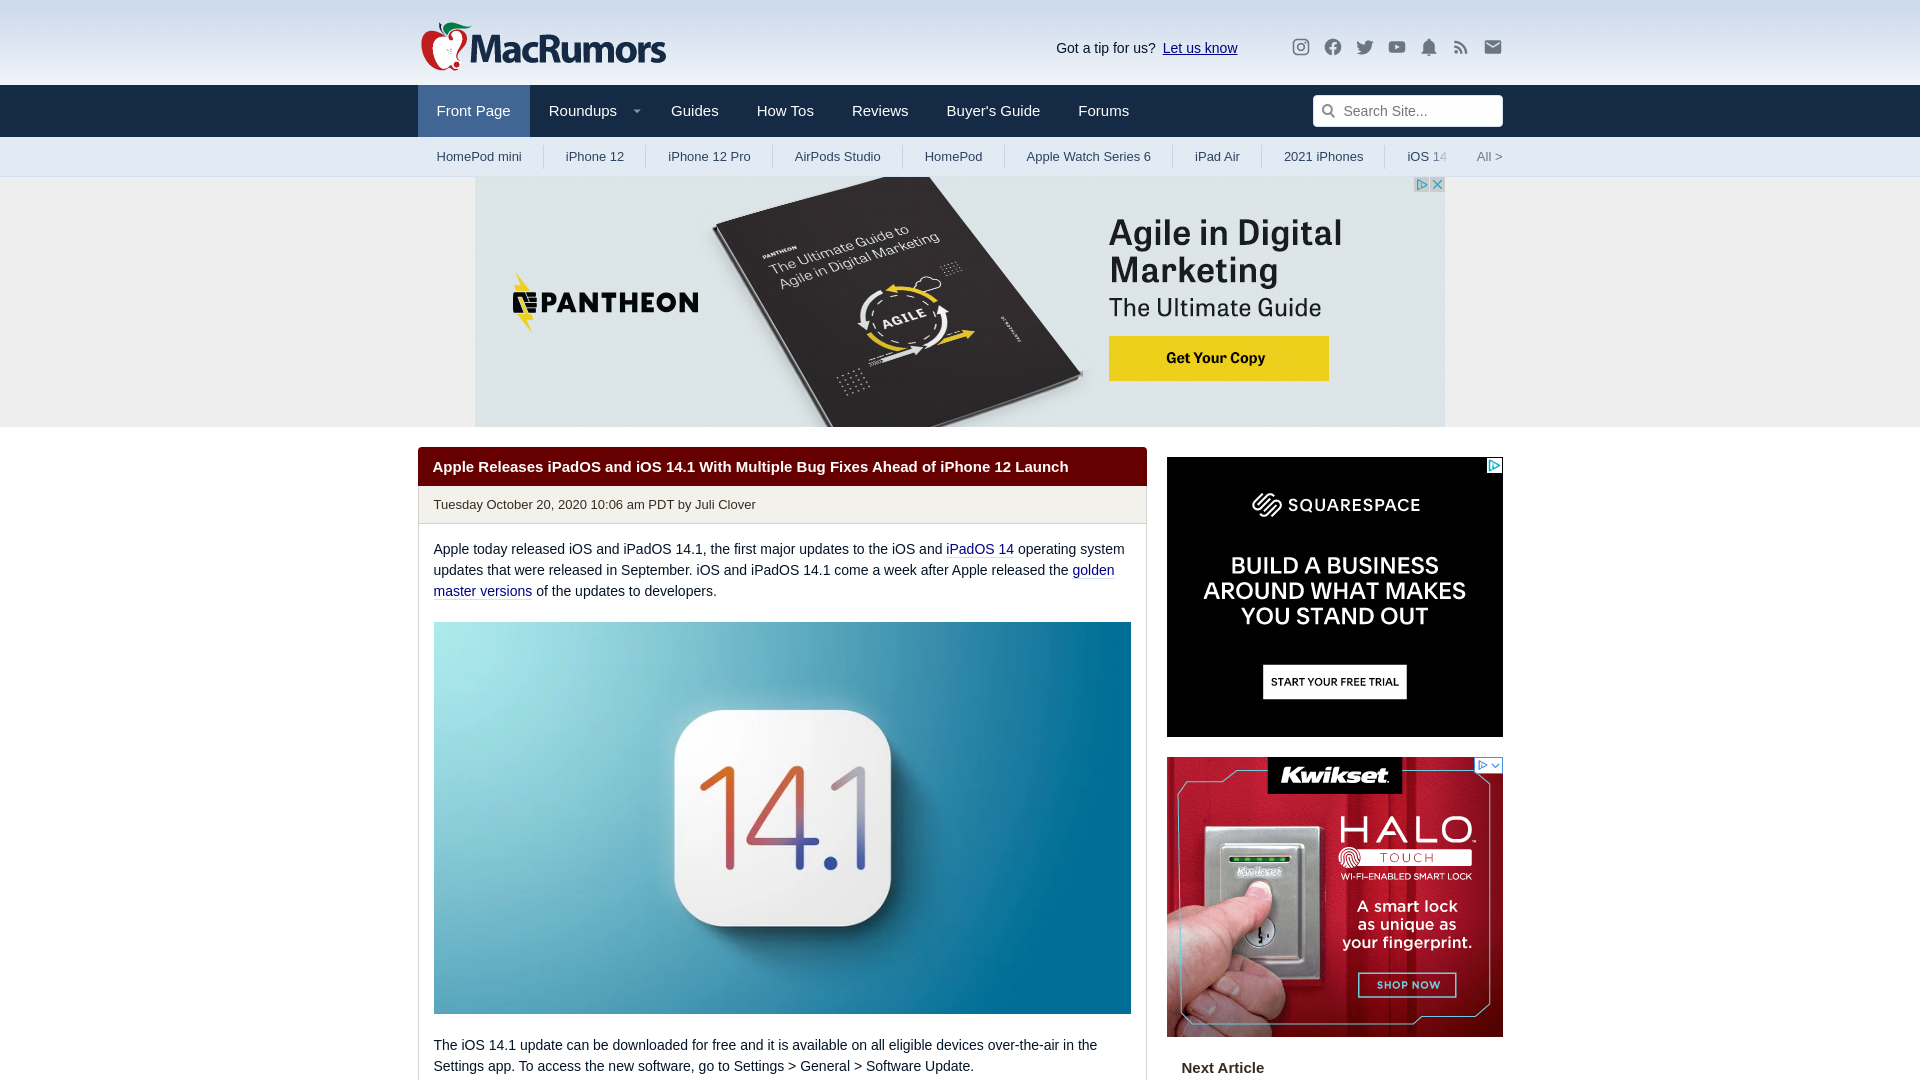 MacRumors
Got a tip for us? Let us know
Front Page
Roundups
Guides
How Tos
Reviews
Buyer's Guide
Forums
Search Site...
HomePod mini
iPhone 12
iPhone 12 Pro
AirPods Studio
HomePod
Apple Watch Series 6
iPad Air
2021 iPhones
iOS 14
All >
PANTHEON
PANTHEON
The Ultimate Guide to
Agile in Digital Marketing
AGILE
Agile in Digital
Marketing
The Ultimate Guide
Get Your Copy
Apple Releases iPadOS and iOS 14.1 With Multiple Bug Fixes Ahead of iPhone 12 Launch
Tuesday October 20, 2020 10:06 am PDT by Juli Clover
Apple today released iOS and iPadOS 14.1, the first major updates to the iOS and iPadOS 14 operating system
updates that were released in September. iOS and iPadOS 14.1 come a week after Apple released the golden
master versions of the updates to developers.
14.1
The iOS 14.1 update can be downloaded for free and it is available on all eligible devices over-the-air in the
Settings app. To access the new software, go to Settings > General > Software Update.
SQUARESPACE
BUILD A BUSINESS
AROUND WHAT MAKES
YOU STAND OUT
START YOUR FREE TRIAL
Kwikset
HALO
TOUCH
WI-FI-ENABLED SMART LOCK
Kwikset
A smart lock
as unique as
your fingerprint.
SHOP NOW
Next Article